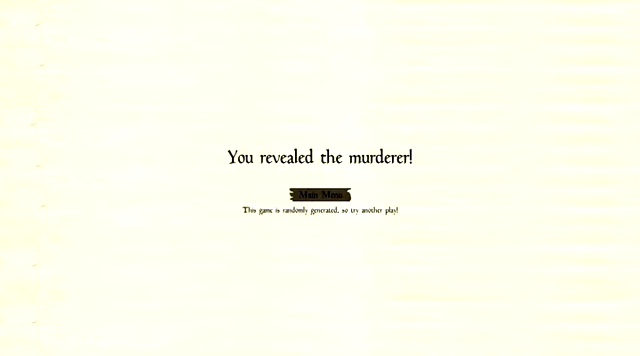 You revealed the murderer!
Main Menu
This game is randomly generated, so try another play!